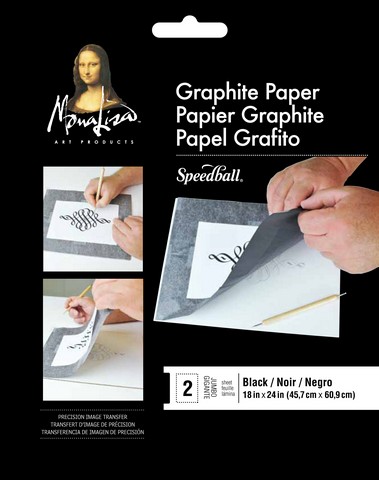 Mona Lisa™
ART PRODUCTS
Graphite Paper
Papier Graphite
Papel Grafito
Speedball®
2
JUMBO
GIGANTE
sheet
feuille
lámina
Black / Noir / Negro
18 in x 24 in (45,7 cm x 60,9 cm)
PRECISION IMAGE TRANSFER
TRANSFERT D'IMAGE DE PRÉCISION
TRANSFERENCIA DE IMAGEN DE PRECISIÓN